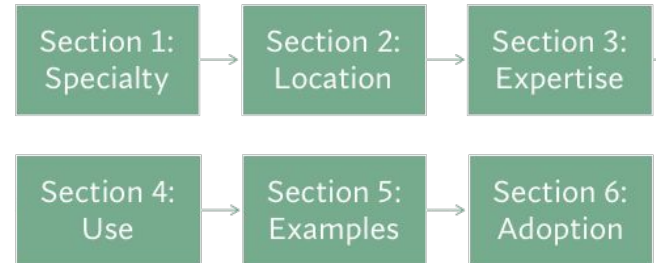 Section 1:
Specialty
Section 2:
Location
Section 3:
Expertise
Section 4:
Use
Section 5:
Examples
Section 6:
Adoption